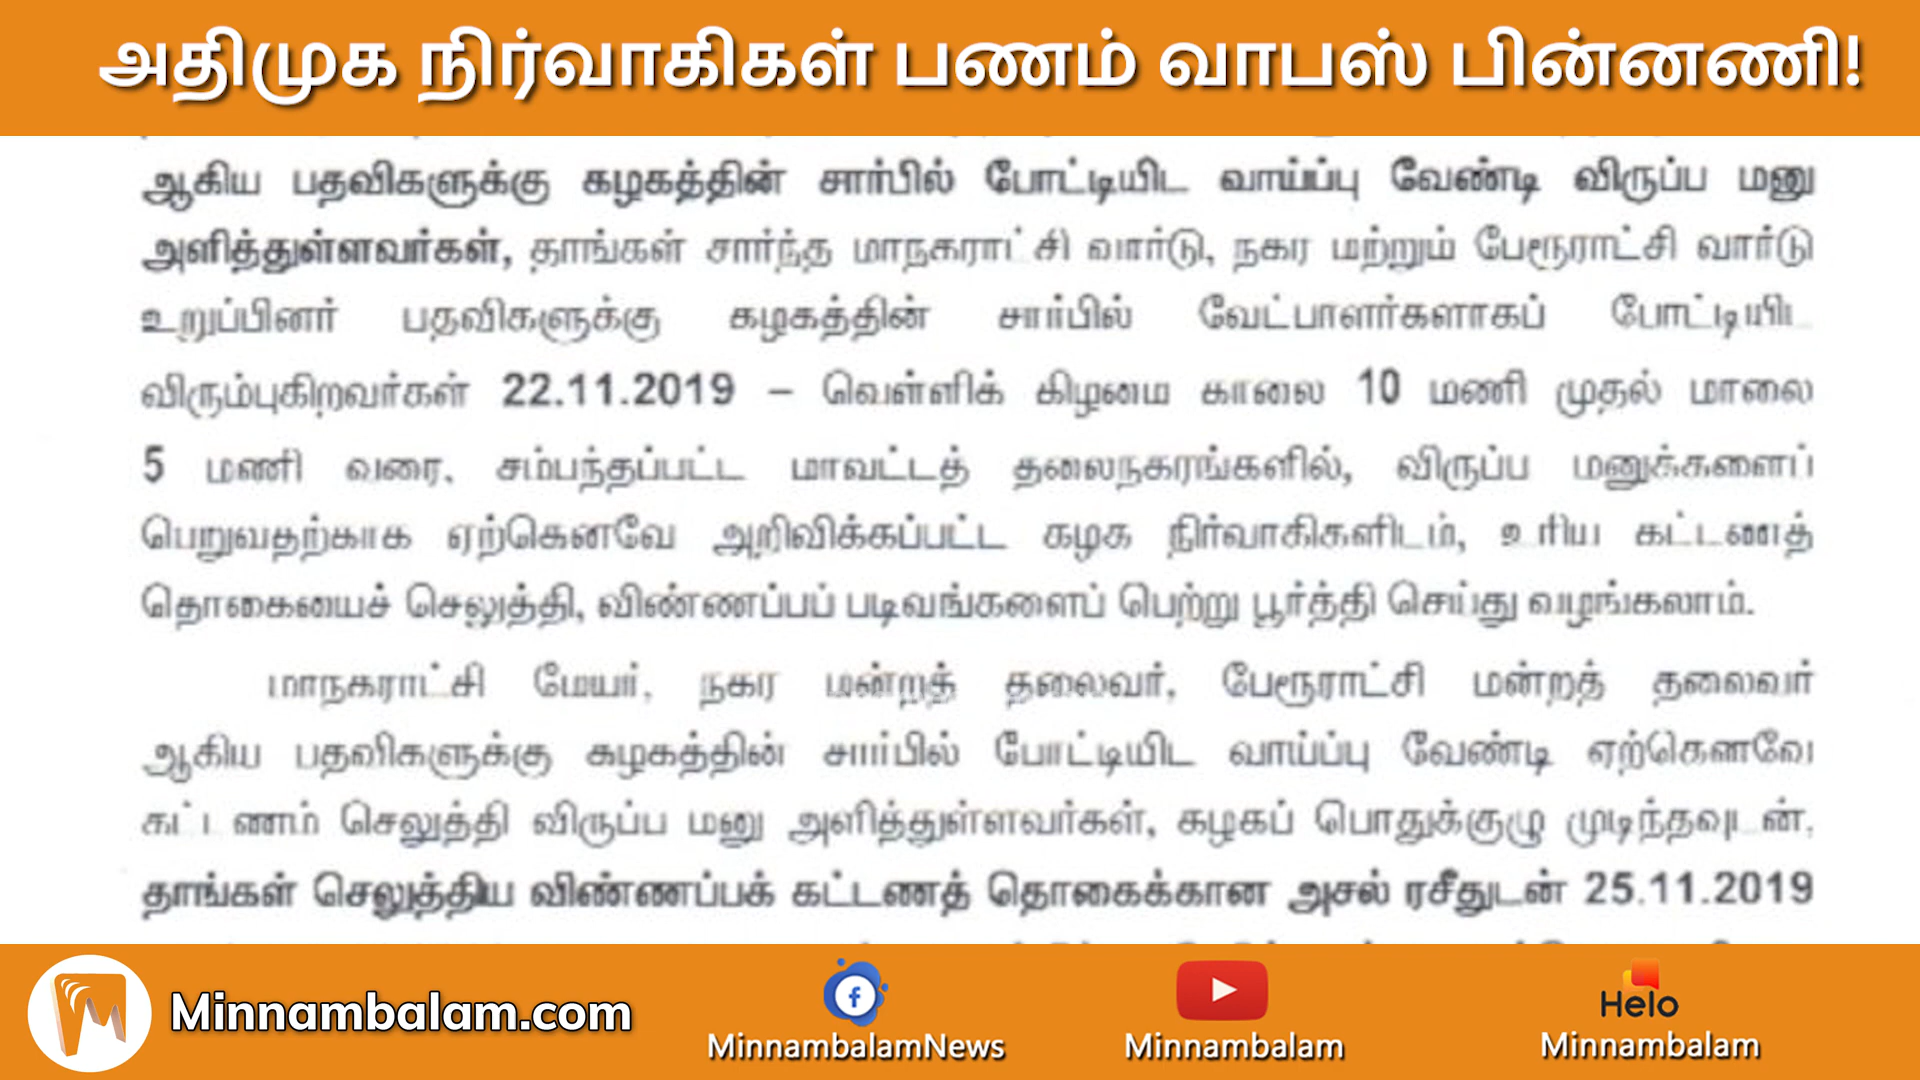 அதிமுக நிர்வாகிகள் பணம் வாபஸ் பின்னணி!
ஆகிய பதவிகளுக்கு கழகத்தின் சார்பில் போட்டியிட வாய்ப்பு வேண்டி விருப்ப மனு
அளித்துள்ளவர்கள், தாங்கள் சார்ந்த மாநகராட்சி வார்டு, நகர மற்றும் பேரூராட்சி வார்டு
உறுப்பினர் பதவிகளுக்கு கழகத்தின் சார்பில் வேட்பாளர்களாகப் போட்டியிட
விரும்புகிறவர்கள் 22.11.2019 – வெள்ளிக் கிழமை காலை 10 மணி முதல் மாலை
5 மணி வரை, சம்பந்தப்பட்ட மாவட்டத் தலைநகரங்களில், விருப்ப மனுக்களைப்
பெறுவதற்காக ஏற்கெனவே அறிவிக்கப்பட்ட கழக நிர்வாகிகளிடம், உரிய கட்டணத்
தொகையைச் செலுத்தி, விண்ணப்பப் படிவங்களைப் பெற்று பூர்த்தி செய்து வழங்கலாம்.
மாநகராட்சி மேயர், நகர மன்றத் தலைவர், பேரூராட்சி மன்றத் தலைவர்
ஆகிய பதவிகளுக்கு கழகத்தின் சார்பில் போட்டியிட வாய்ப்பு வேண்டி ஏற்கெனவே
கட்டணம் செலுத்தி விருப்ப மனு அளித்துள்ளவர்கள், கழகப் பொதுக்குழு முடிந்தவுடன்,
தாங்கள் செலுத்திய விண்ணப்பக் கட்டணத் தொகைக்கான அசல் ரசீதுடன் 25.11.2019
Minnambalam.com
MinnambalamNews
Minnambalam
Helo
Minnambalam